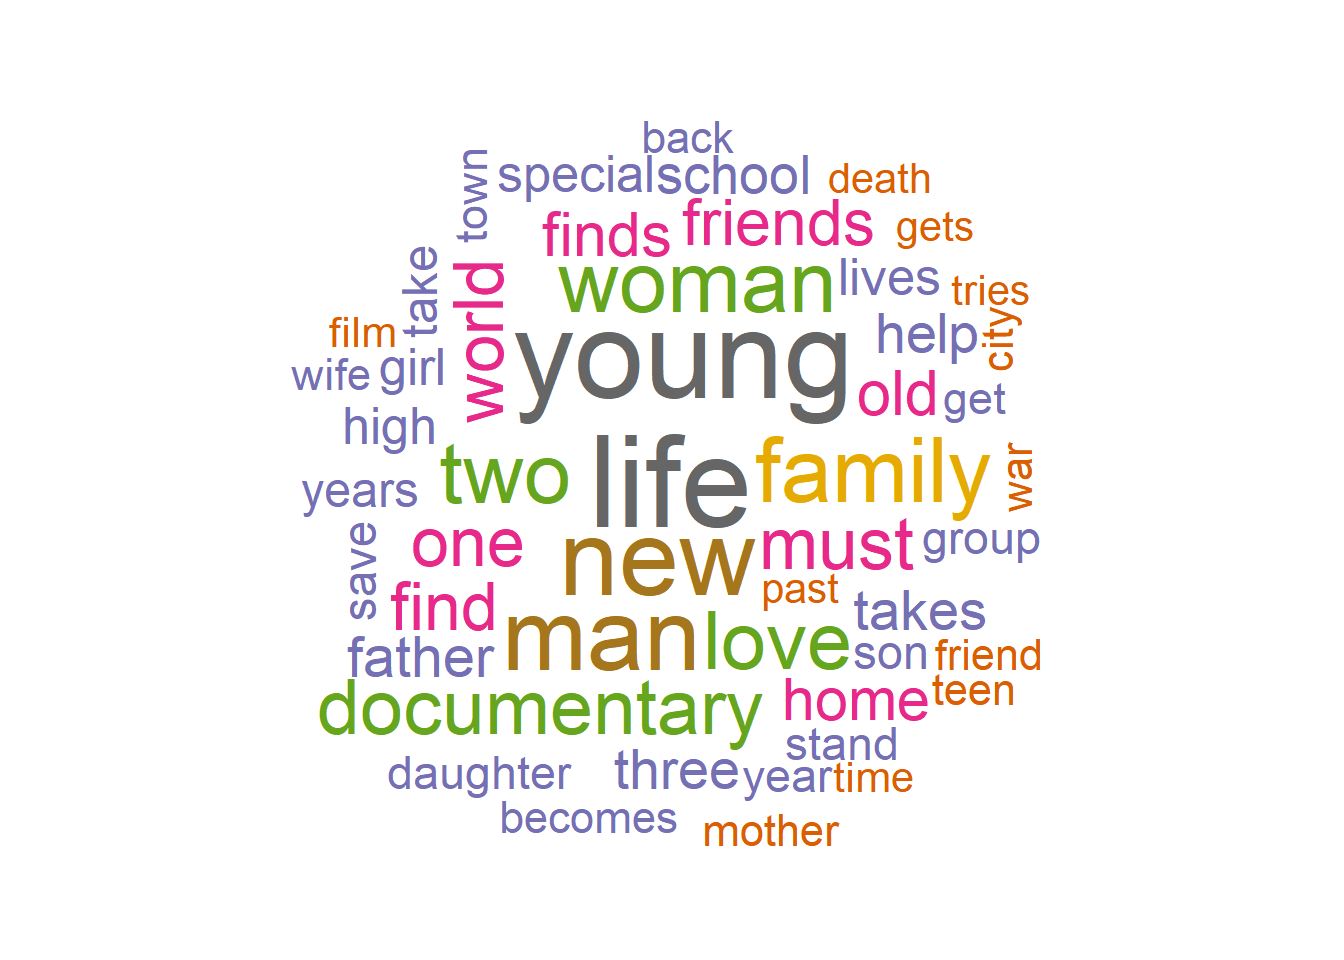 back
town
special
school
death
finds
friends
gets
world
take
woman
lives
tries
film
young
help
city
wife
girl
old
get
high
two
life
family
war
years
one
new
must
group
save
find
past
takes
father
man
love
son
friend
documentary
home
teen
stand
daughter
three
year
time
becomes
mother